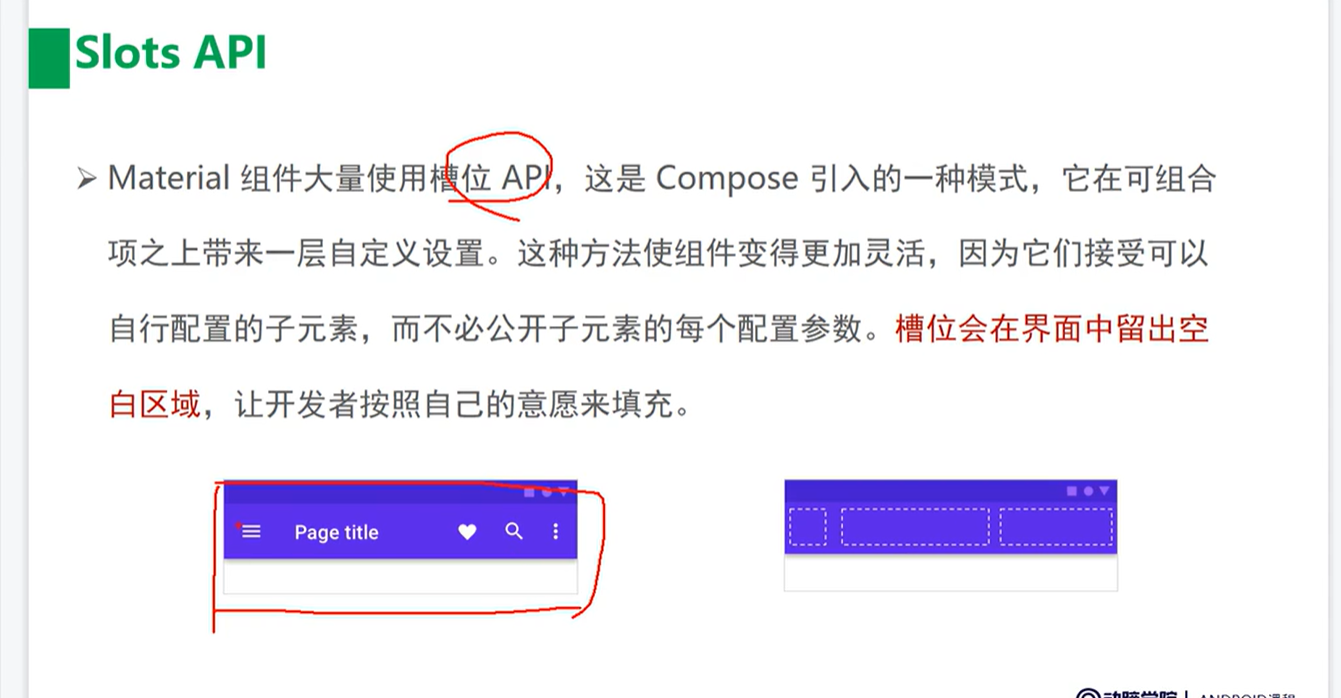 Slots API
➢ Material 组件大量使用槽位 API，这是 Compose 引入的一种模式，它在可组合
项之上带来一层自定义设置。这种方法使组件变得更加灵活，因为它们接受可以
自行配置的子元素，而不必公开子元素的每个配置参数。槽位会在界面中留出空
白区域，让开发者按照自己的意愿来填充。
Page title